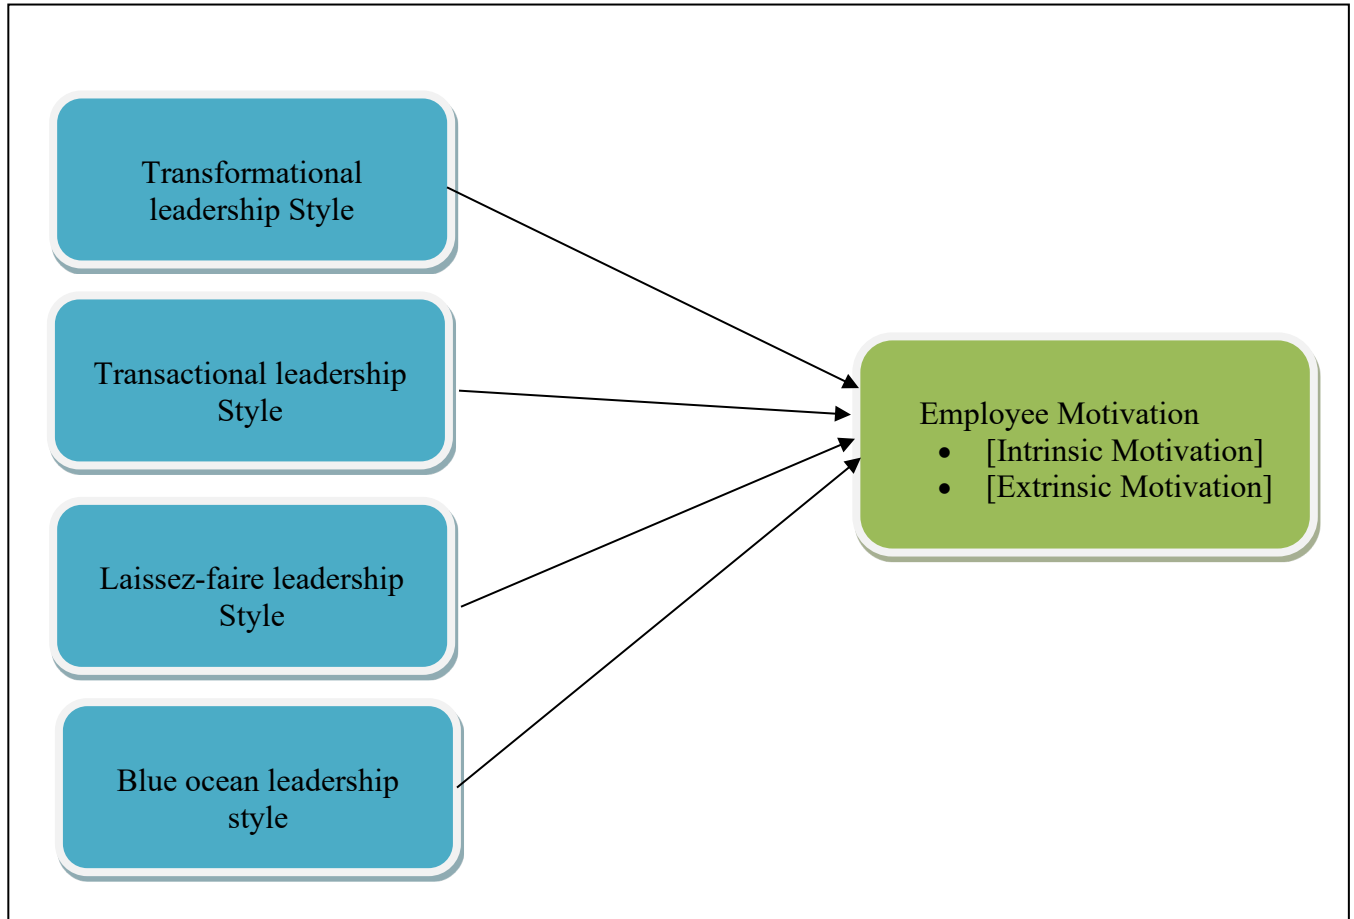 Transformational
leadership Style
Transactional leadership
Style
Laissez-faire leadership
Style
Blue ocean leadership
style
Employee Motivation
• [Intrinsic Motivation]
• [Extrinsic Motivation]